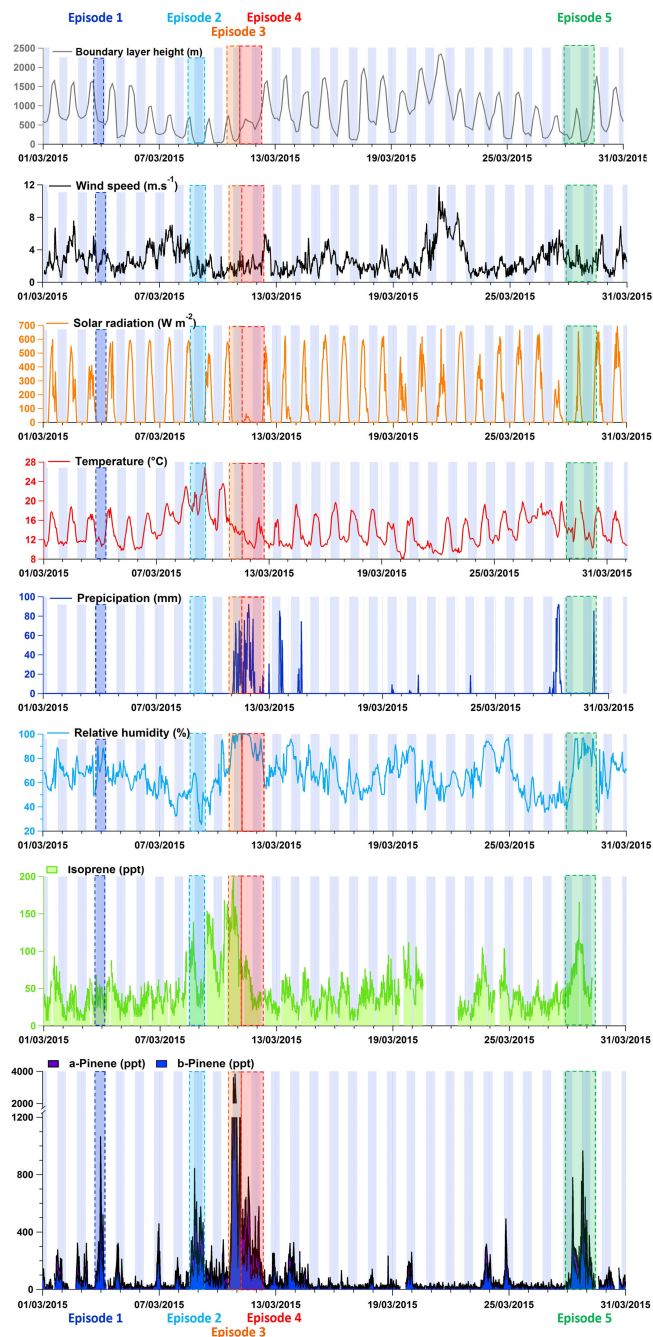 Episode 1 Episode 2 Episode 4 Episode 5
Episode 3
Boundary layer height (m)
2500
2000
1500
1000
500
0
01/03/2015 07/03/2015 13/03/2015 19/03/2015 25/03/2015 31/03/2015
Wind speed (m.s-1)
12
8
4
0
01/03/2015 07/03/2015 13/03/2015 19/03/2015 25/03/2015 31/03/2015
Solar radiation (W m-2)
700
600
500
400
300
200
100
0
01/03/2015 07/03/2015 13/03/2015 19/03/2015 25/03/2015 31/03/2015
Temperature (°C)
28
24
20
16
12
8
01/03/2015 07/03/2015 13/03/2015 19/03/2015 25/03/2015 31/03/2015
Prepicipation (mm)
100
80
60
40
20
0
01/03/2015 07/03/2015 13/03/2015 19/03/2015 25/03/2015 31/03/2015
Relative humidity (%)
100
80
60
40
20
01/03/2015 07/03/2015 13/03/2015 19/03/2015 25/03/2015 31/03/2015
Isoprene (ppt)
200
150
100
50
0
01/03/2015 07/03/2015 13/03/2015 19/03/2015 25/03/2015 31/03/2015
a-Pinene (ppt) b-Pinene (ppt)
4000
2000
1200
800
400
0
01/03/2015 07/03/2015 13/03/2015 19/03/2015 25/03/2015 31/03/2015
Episode 1 Episode 2 Episode 4 Episode 5
Episode 3